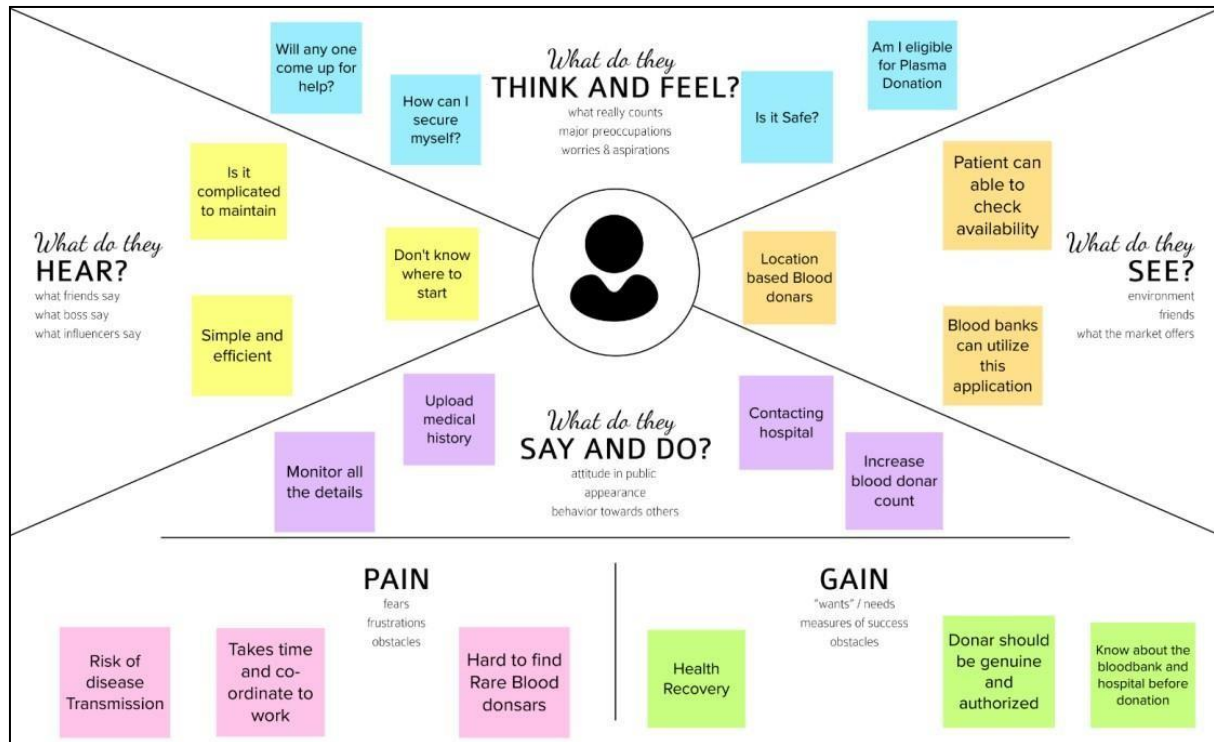 What do they
THINK AND FEEL?
what really counts
major preoccupations
worries & aspirations
Will any one
come up for
help?
How can I
secure
myself?
Is it Safe?
Am I eligible
for Plasma
Donation
What do they
HEAR?
what friends say
what boss say
what influencers say
Is it
complicated
to maintain
Don't know
where to
start
Simple and
efficient
What do they
SEE?
environment
friends
what the market offers
Patient can
able to
check
availability
Location
based Blood
donars
Blood banks
can utilize
this
application
What do they
SAY AND DO?
attitude in public
appearance
behavior towards others
Upload
medical
history
Monitor all
the details
Contacting
hospital
Increase
blood donar
count
PAIN
fears
frustrations
obstacles
Risk of
disease
Transmission
Takes time
and co-
ordinate to
work
Hard to find
Rare Blood
donsars
GAIN
"wants" / needs
measures of success
obstacles
Health
Recovery
Donar should
be genuine
and
authorized
Know about the
bloodbank and
hospital before
donation